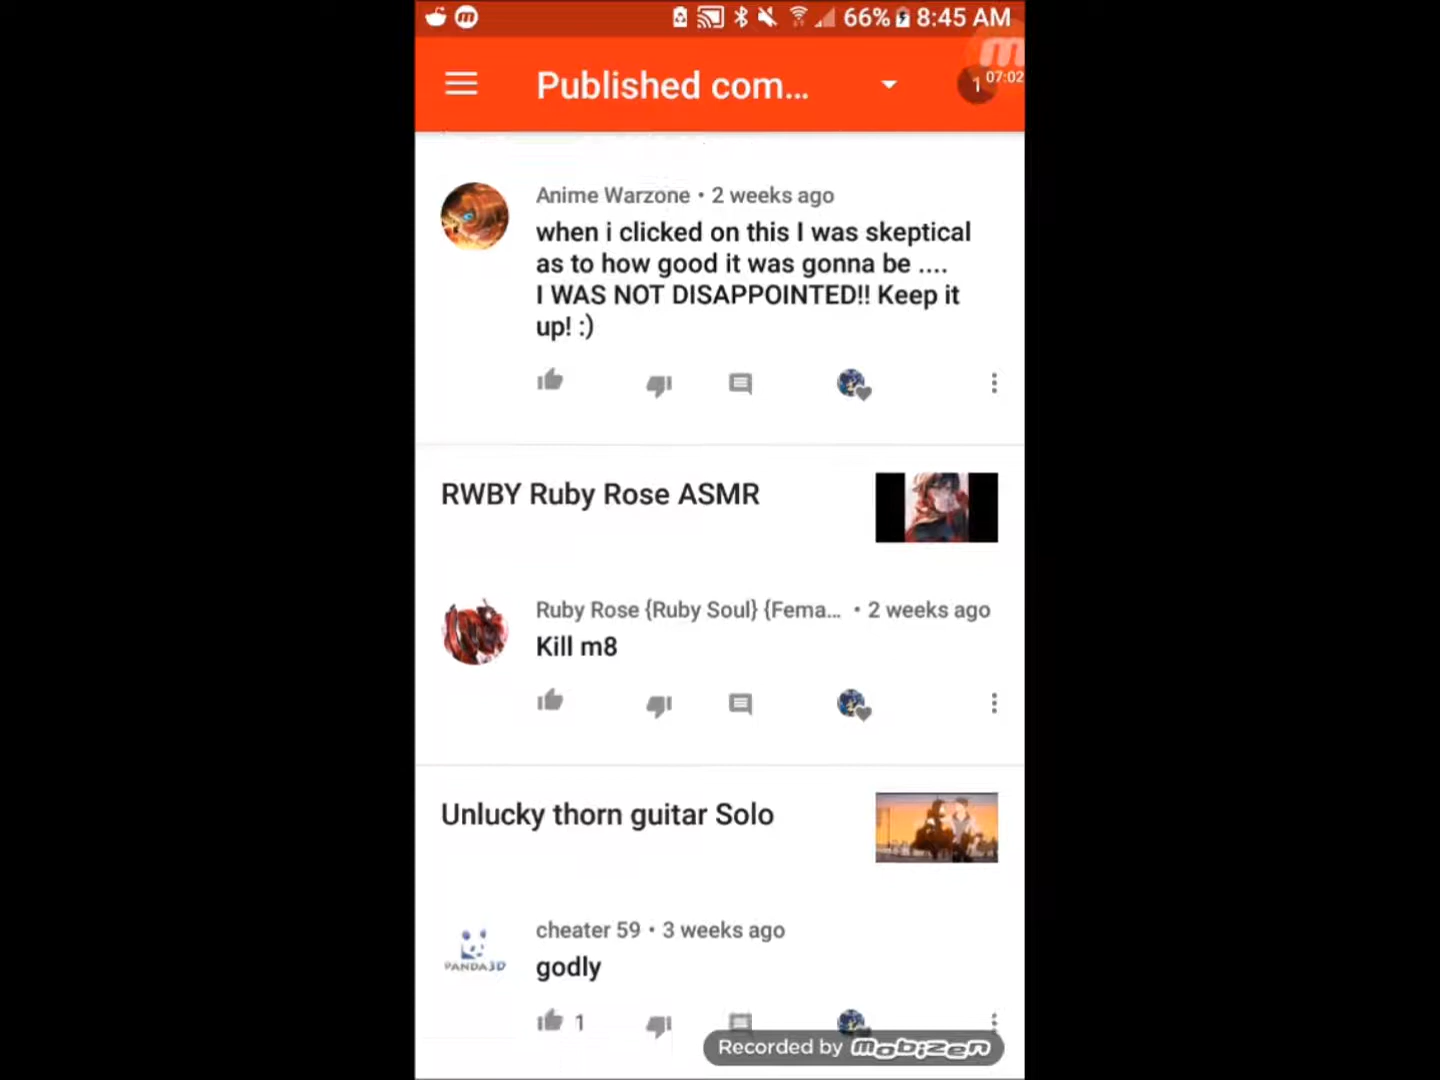 66% 8:45 AM
Published com...
1 07:02
Anime Warzone • 2 weeks ago
when i clicked on this I was skeptical
as to how good it was gonna be ....
I WAS NOT DISAPPOINTED!! Keep it
up! :)
RWBY Ruby Rose ASMR
Ruby Rose {Ruby Soul} {Fema... • 2 weeks ago
Kill m8
Unlucky thorn guitar Solo
cheater 59 • 3 weeks ago
PANDA3D
godly
1
Recorded by mobizen